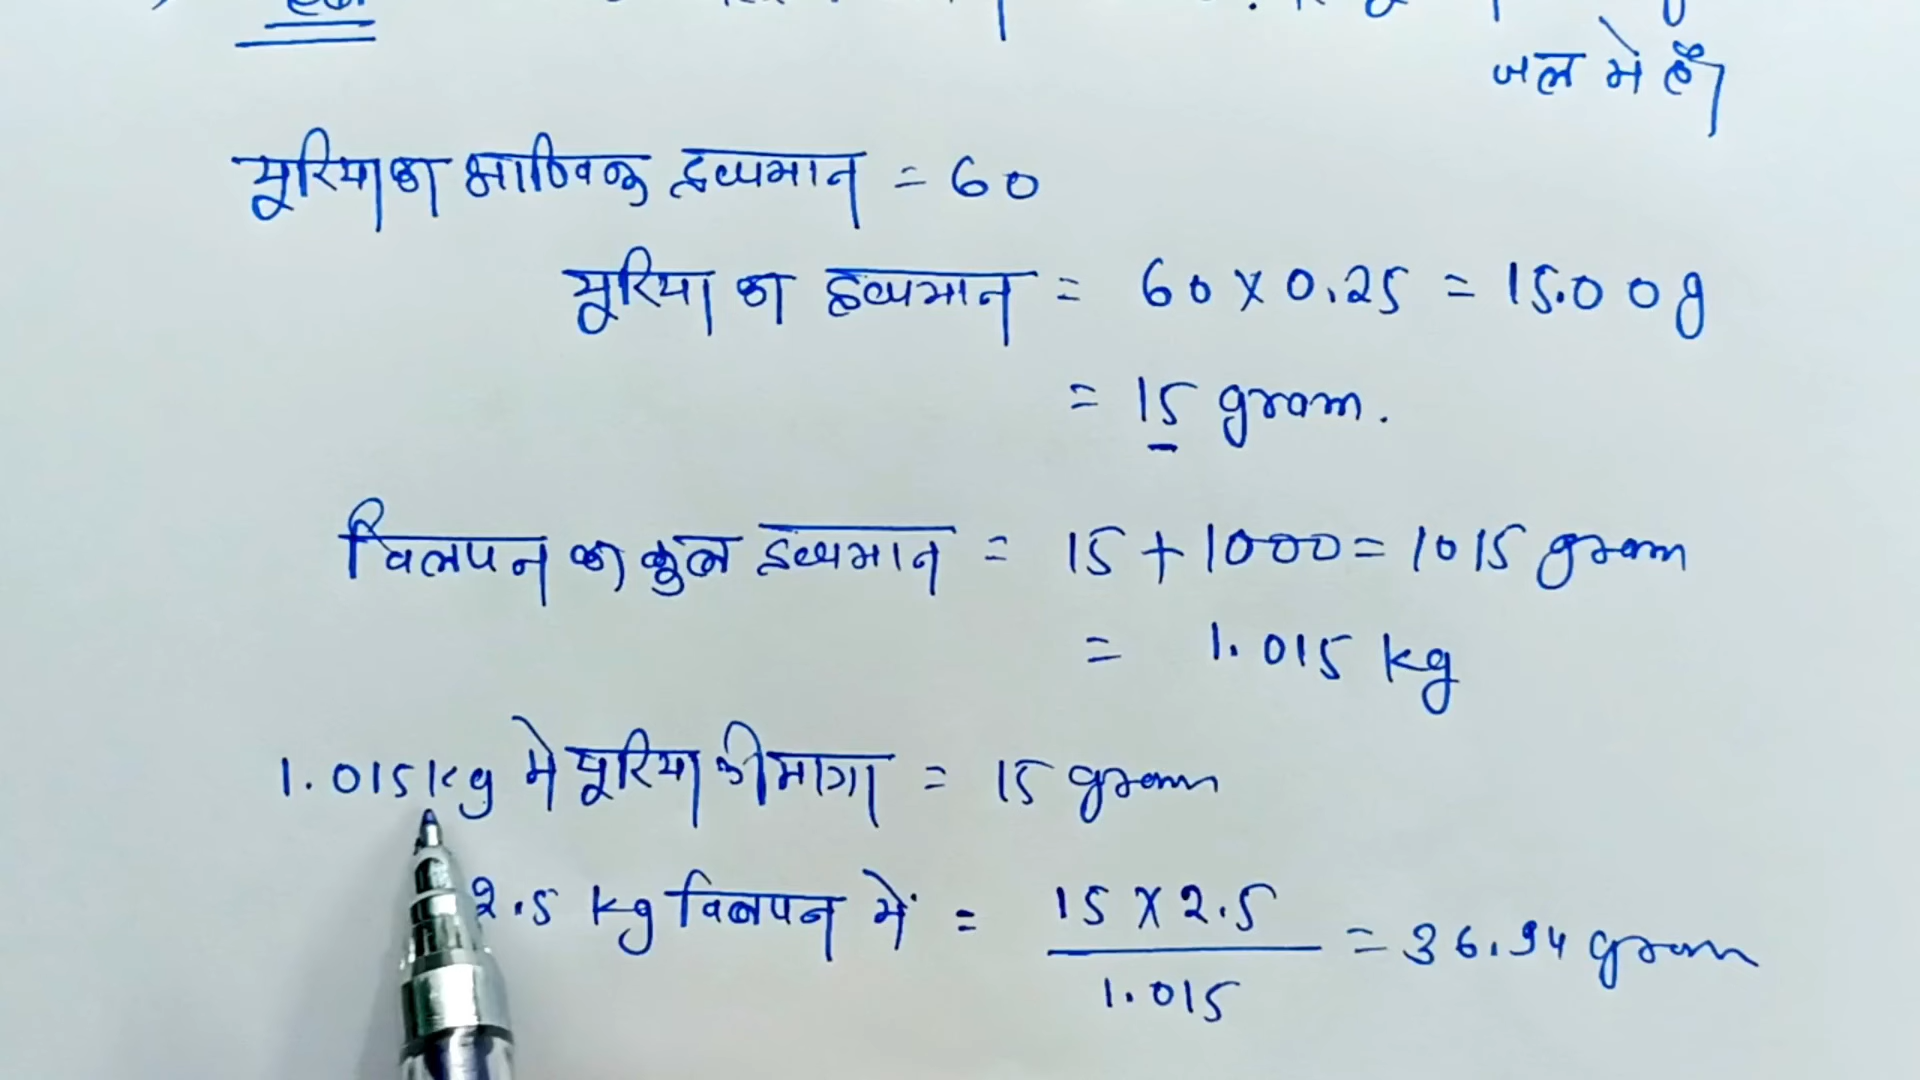 जल मे है।
यूरिया का आण्विक द्रव्यमान = 60
यूरिया का द्रव्यमान = 60 x 0.25 = 15.00g
= 15 gram.
विलयन का कुल द्रव्यमान = 15 + 1000 = 1015 gram
= 1.015 kg
1.015 kg मे यूरिया की मात्रा = 15 gram
2.5 kg विलयन में = 15 x 2.5
1.015
= 36.94 gram